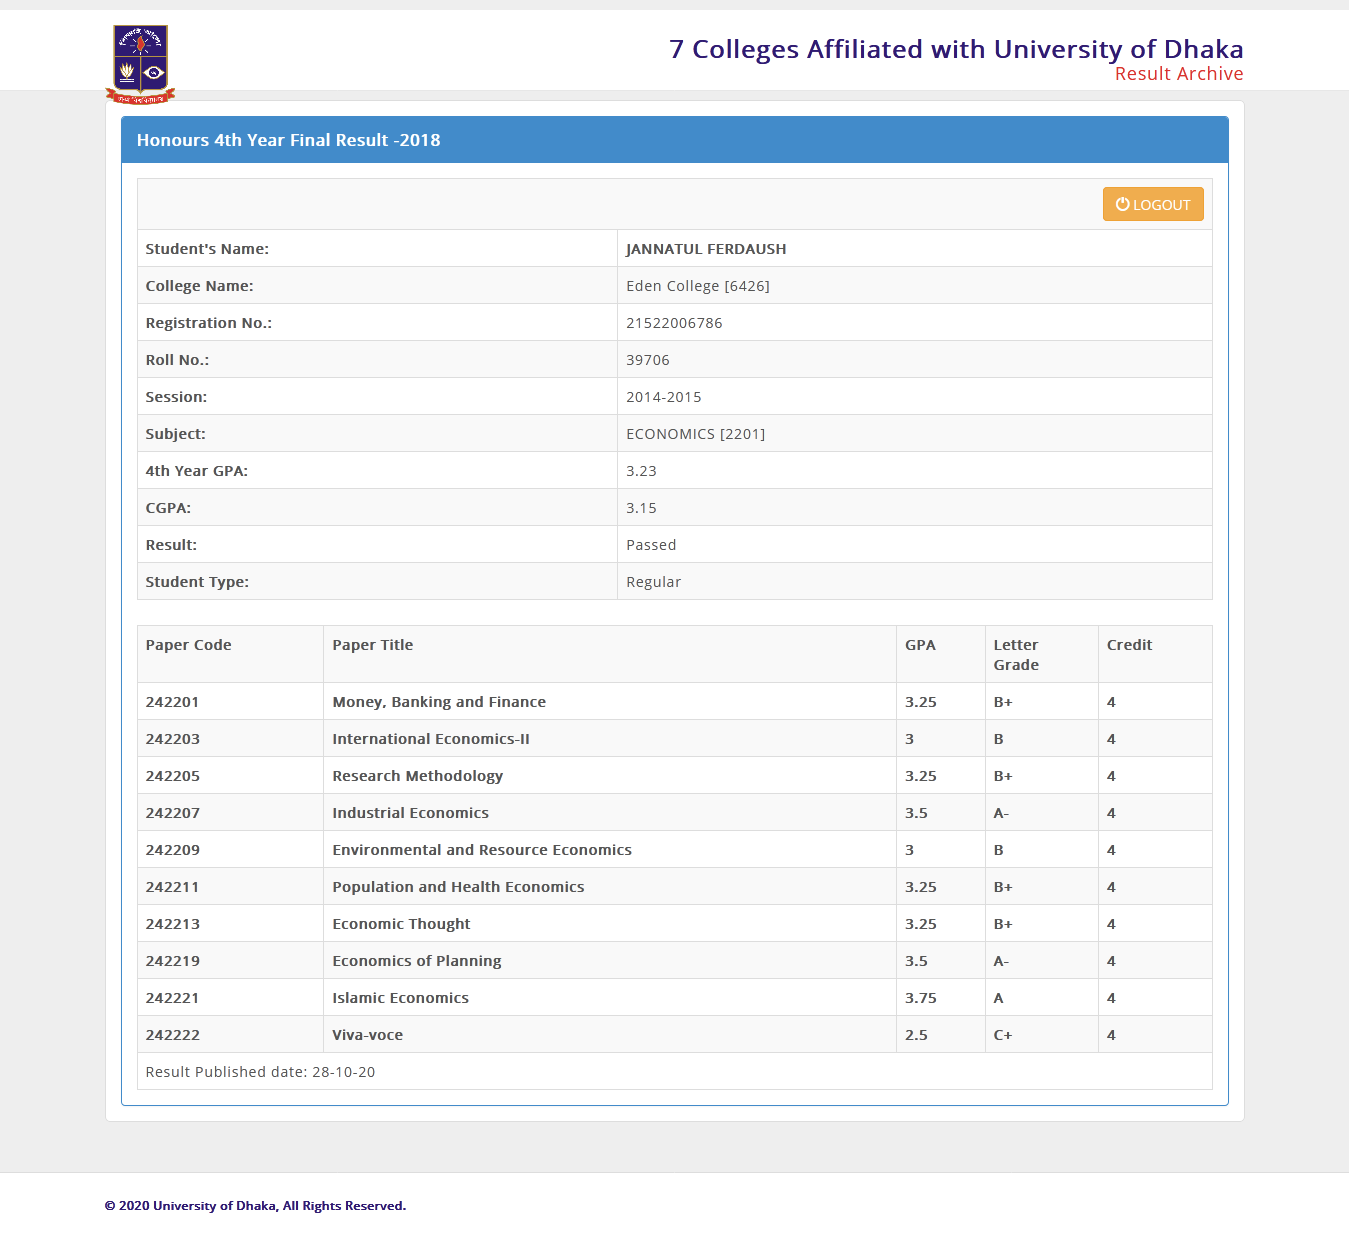 7 Colleges Affiliated with University of Dhaka
Result Archive
Honours 4th Year Final Result -2018
LOGOUT
Student's Name: JANNATUL FERDAUSH
College Name: Eden College [6426]
Registration No.: 21522006786
Roll No.: 39706
Session: 2014-2015
Subject: ECONOMICS [2201]
4th Year GPA: 3.23
CGPA: 3.15
Result: Passed
Student Type: Regular
Paper Code Paper Title GPA Letter Grade Credit
242201 Money, Banking and Finance 3.25 B+ 4
242203 International Economics-II 3 B 4
242205 Research Methodology 3.25 B+ 4
242207 Industrial Economics 3.5 A- 4
242209 Environmental and Resource Economics 3 B 4
242211 Population and Health Economics 3.25 B+ 4
242213 Economic Thought 3.25 B+ 4
242219 Economics of Planning 3.5 A- 4
242221 Islamic Economics 3.75 A 4
242222 Viva-voce 2.5 C+ 4
Result Published date: 28-10-20
© 2020 University of Dhaka, All Rights Reserved.